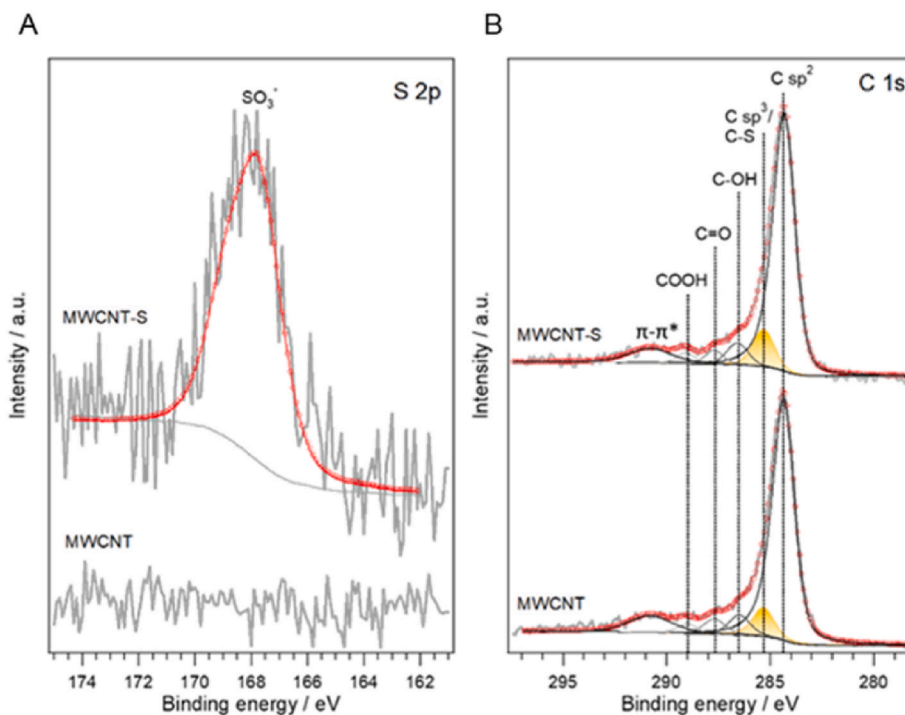 A
S 2p
SO₃⁻
MWCNT-S
MWCNT
Intensity / a.u.
174 172 170 168 166 164 162
Binding energy / eV
B
C 1s
C sp²
C sp³/
C-S
C-OH
C=O
COOH
π-π*
MWCNT-S
MWCNT
Intensity / a.u.
295 290 285 280
Binding energy / eV